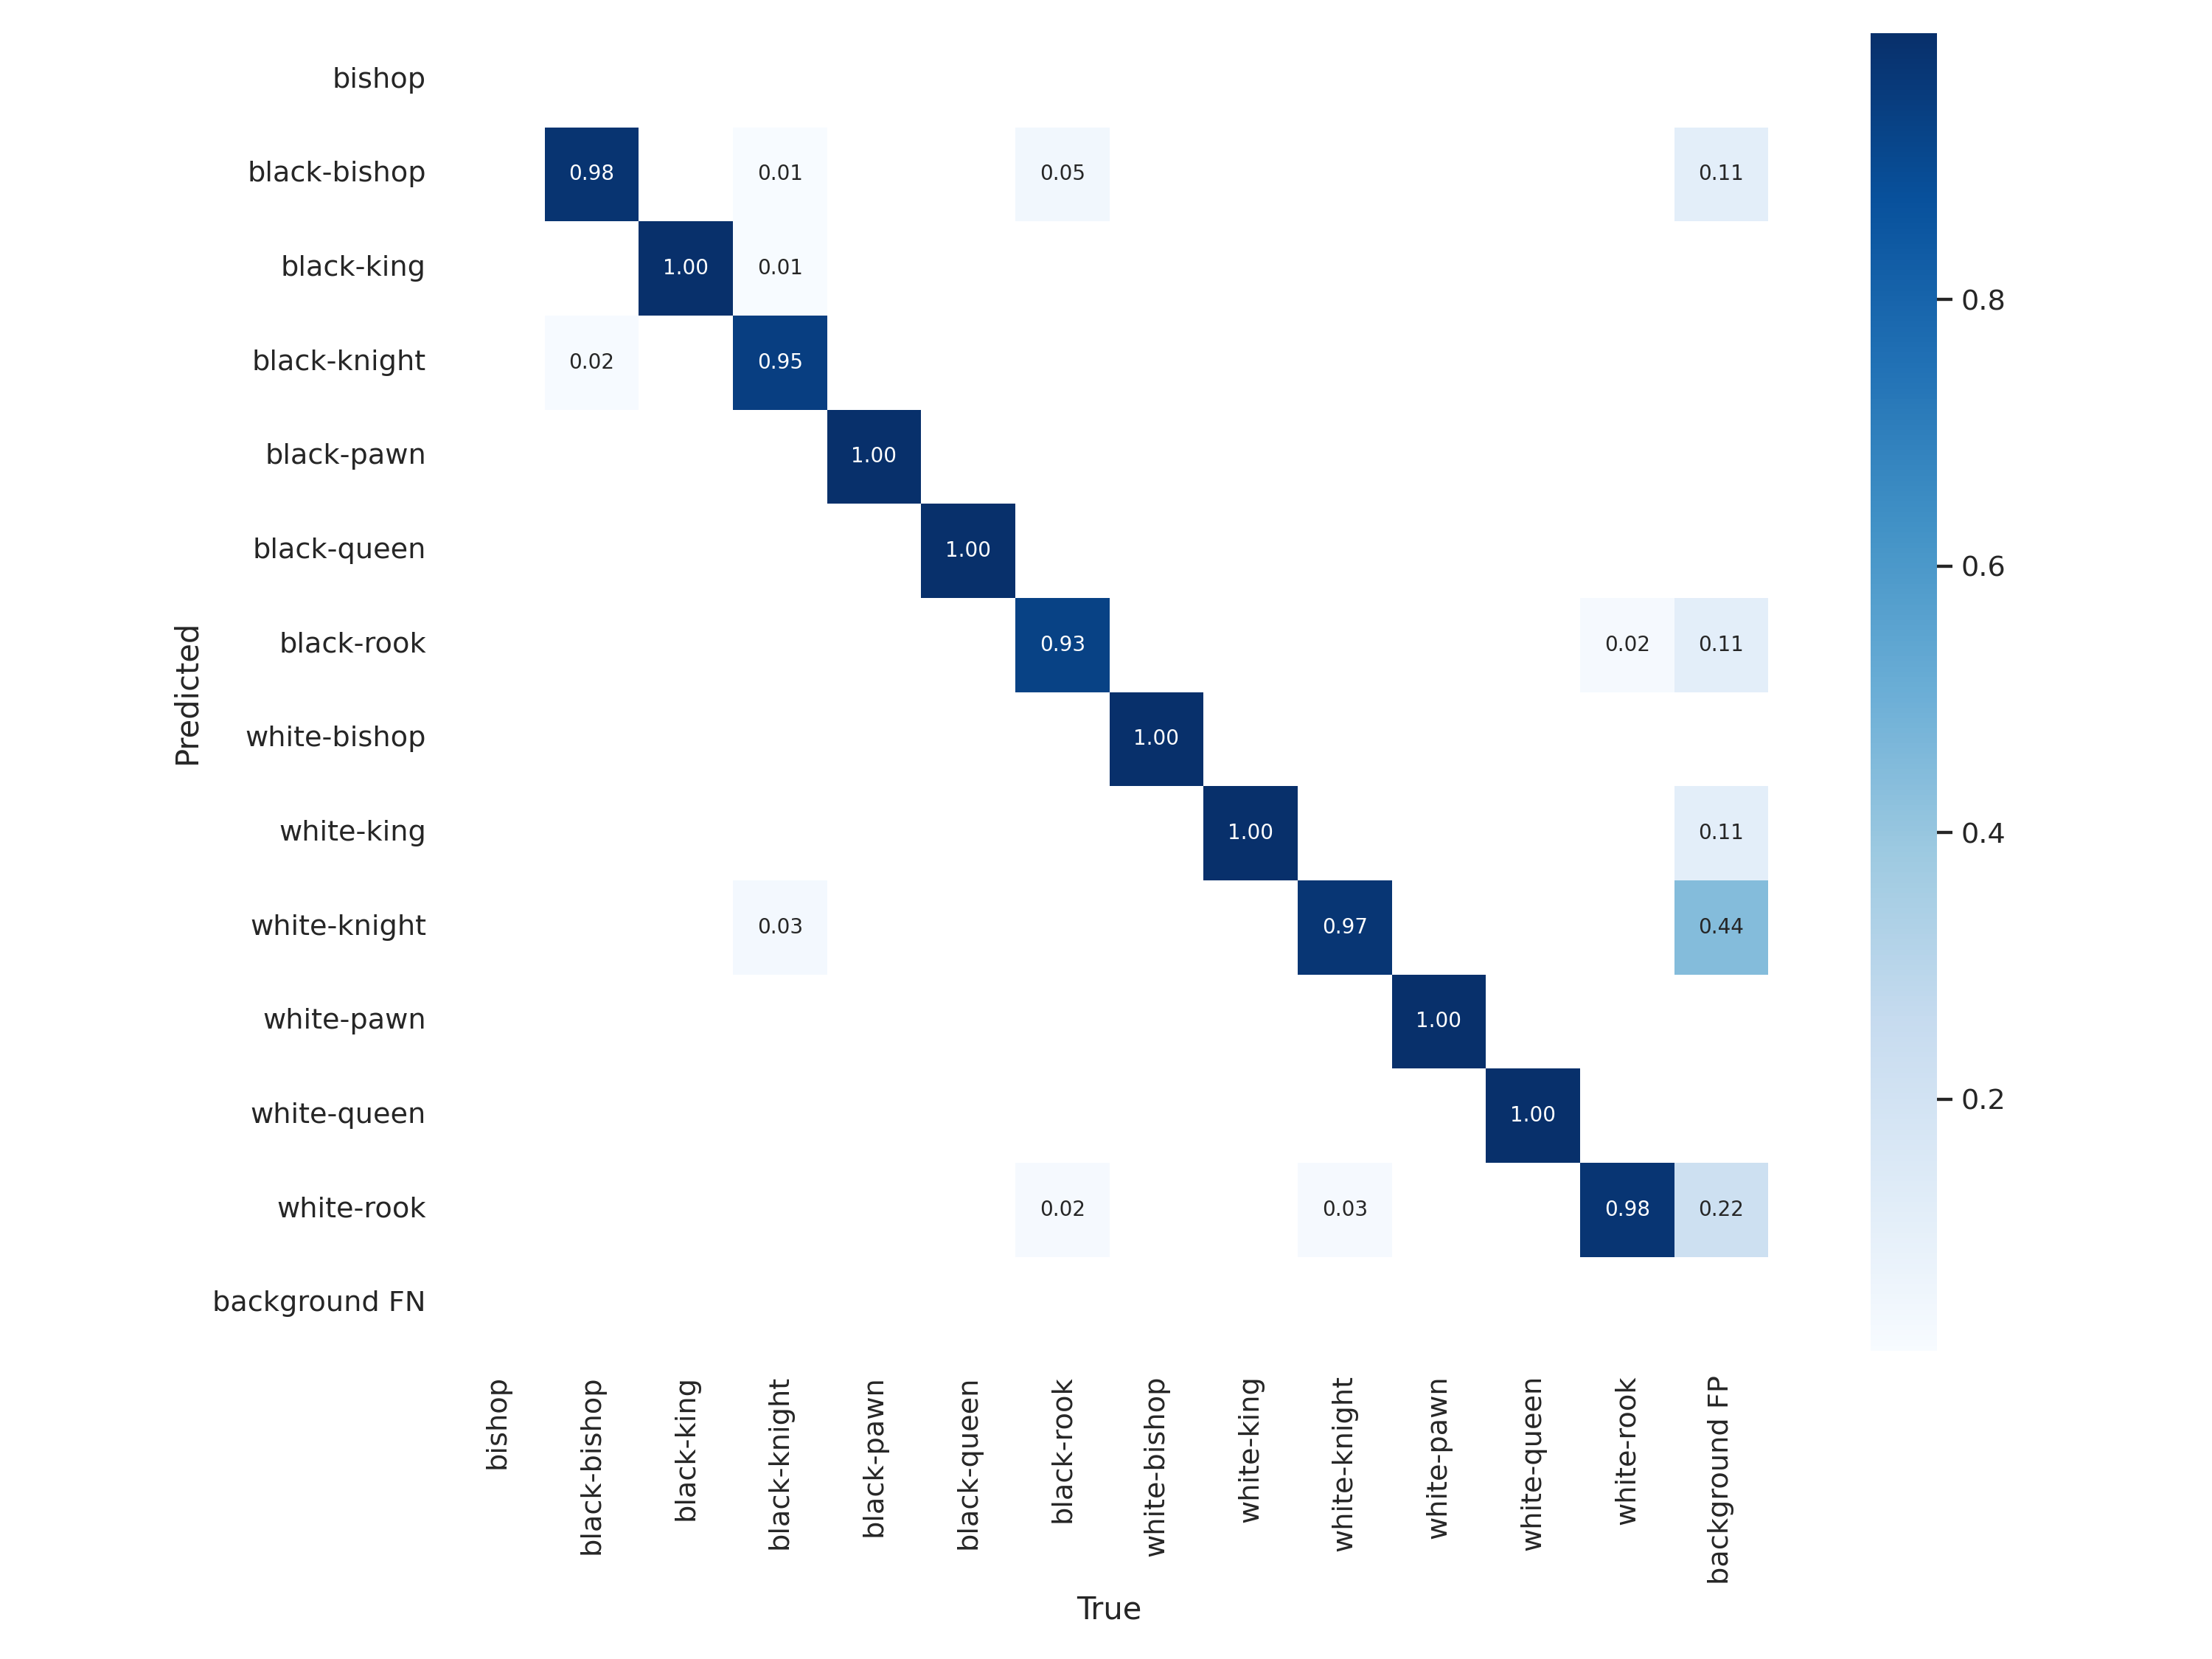 bishop
black-bishop 0.98 0.01 0.05 0.11
black-king 1.00 0.01 0.8
black-knight 0.02 0.95
black-pawn 1.00
black-queen 1.00 0.6
black-rook 0.93 0.02 0.11
Predicted
white-bishop 1.00
white-king 1.00 0.11 0.4
white-knight 0.03 0.97 0.44
white-pawn 1.00
white-queen 1.00 0.2
white-rook 0.02 0.03 0.98 0.22
background FN
bishop
black-bishop
black-king
black-knight
black-pawn
black-queen
black-rook
white-bishop
white-king
white-knight
white-pawn
white-queen
white-rook
background FP
True